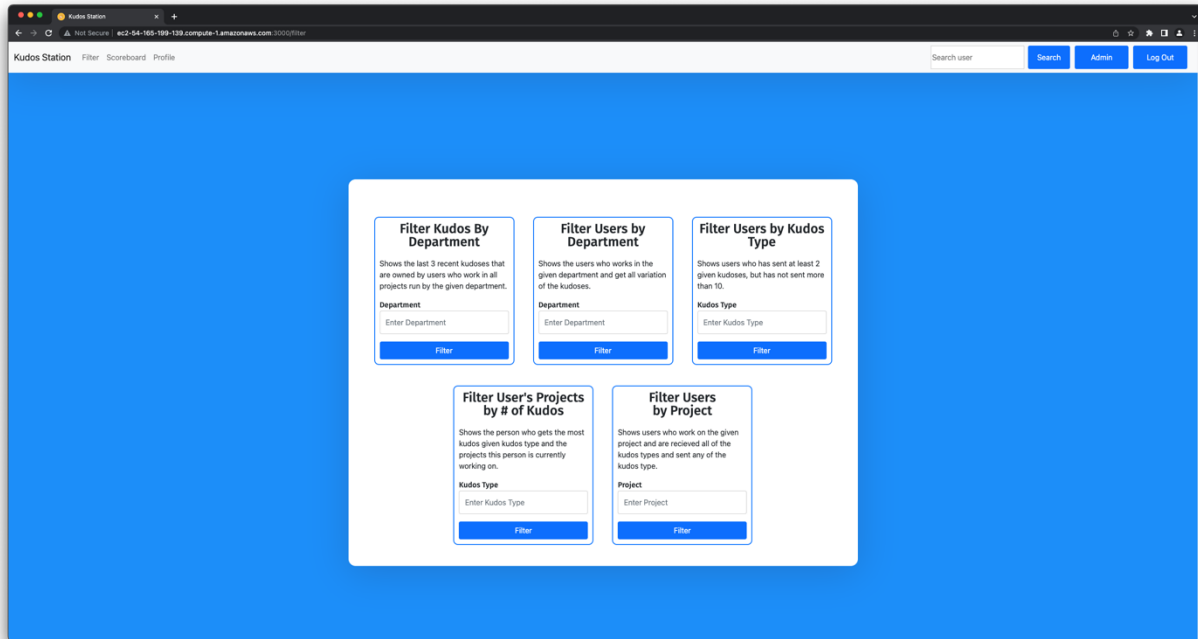 Kudos Station
Not Secure | ec2-54-165-199-139.compute-1.amazonaws.com:3000/filter
Kudos Station Filter Scoreboard Profile Search user Search Admin Log Out
Filter Kudos By
Department
Shows the last 3 recent kudoses that
are owned by users who work in all
projects run by the given department.
Department
Enter Department
Filter
Filter Users by
Department
Shows the users who works in the
given department and get all variation
of the kudoses.
Department
Enter Department
Filter
Filter Users by Kudos
Type
Shows users who has sent at least 2
given kudoses, but has not sent more
than 10.
Kudos Type
Enter Kudos Type
Filter
Filter User's Projects
by # of Kudos
Shows the person who gets the most
kudos given kudos type and the
projects this person is currently
working on.
Kudos Type
Enter Kudos Type
Filter
Filter Users
by Project
Shows users who work on the given
project and are recieved all of the
kudos types and sent any of the
kudos type.
Project
Enter Project
Filter